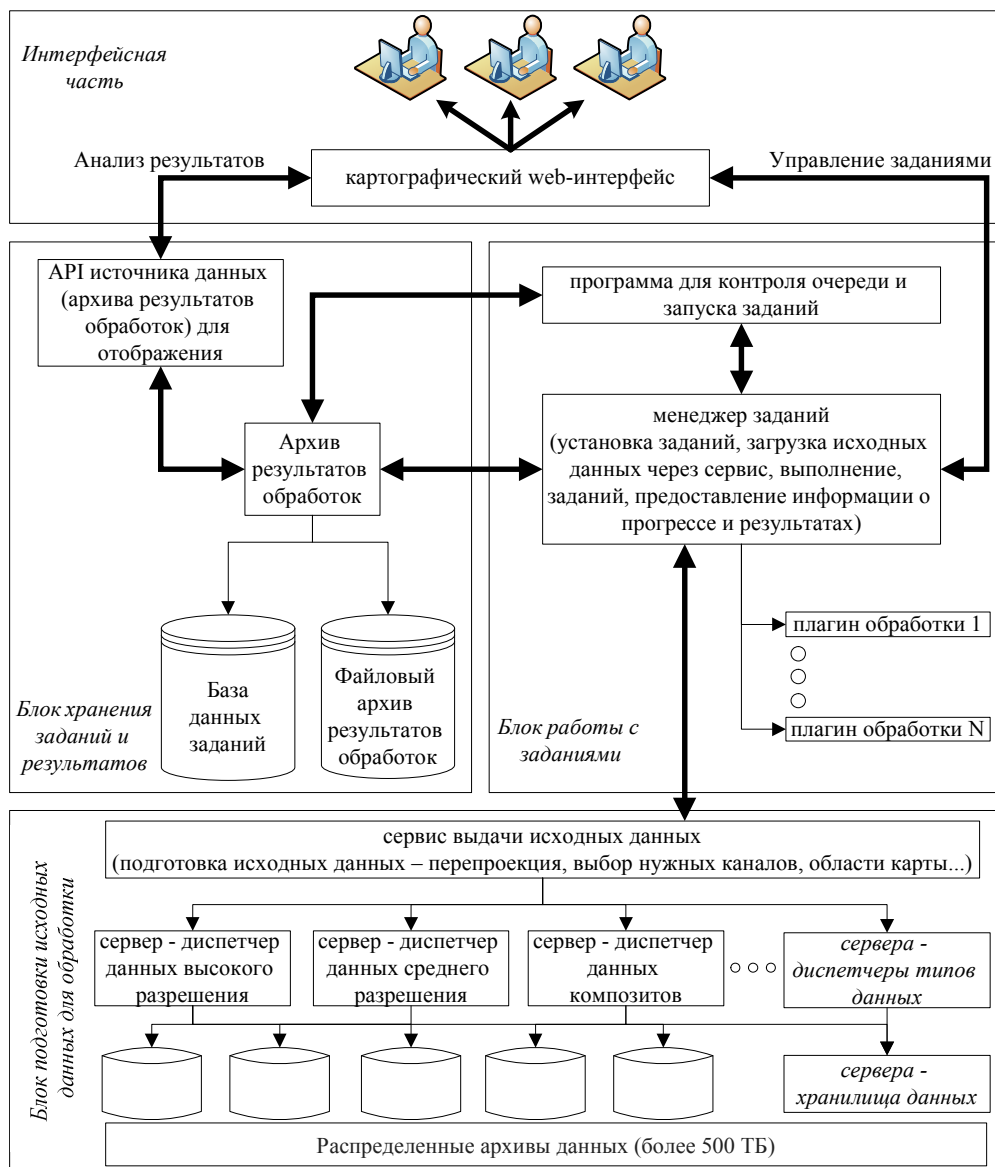 Интерфейсная
часть
Анализ результатов
Управление заданиями
картографический web-интерфейс
API источника данных
(архива результатов
обработок) для
отображения
программа для контроля очереди и
запуска заданий
Архив
результатов
обработок
менеджер заданий
(установка заданий, загрузка исходных
данных через сервис, выполнение,
заданий, предоставление информации о
прогрессе и результатах)
База
данных
заданий
Файловый
архив
результатов
обработок
плагин обработки 1
плагин обработки N
Блок хранения
заданий и
результатов
Блок работы с
заданиями
Блок подготовки исходных
данных для обработки
сервис выдачи исходных данных
(подготовка исходных данных – перепроекция, выбор нужных каналов, области карты...)
сервер - диспетчер
данных высокого
разрешения
сервер - диспетчер
данных среднего
разрешения
сервер - диспетчер
данных
композитов
сервера -
диспетчеры типов
данных
сервера -
хранилища данных
Распределенные архивы данных (более 500 ТБ)